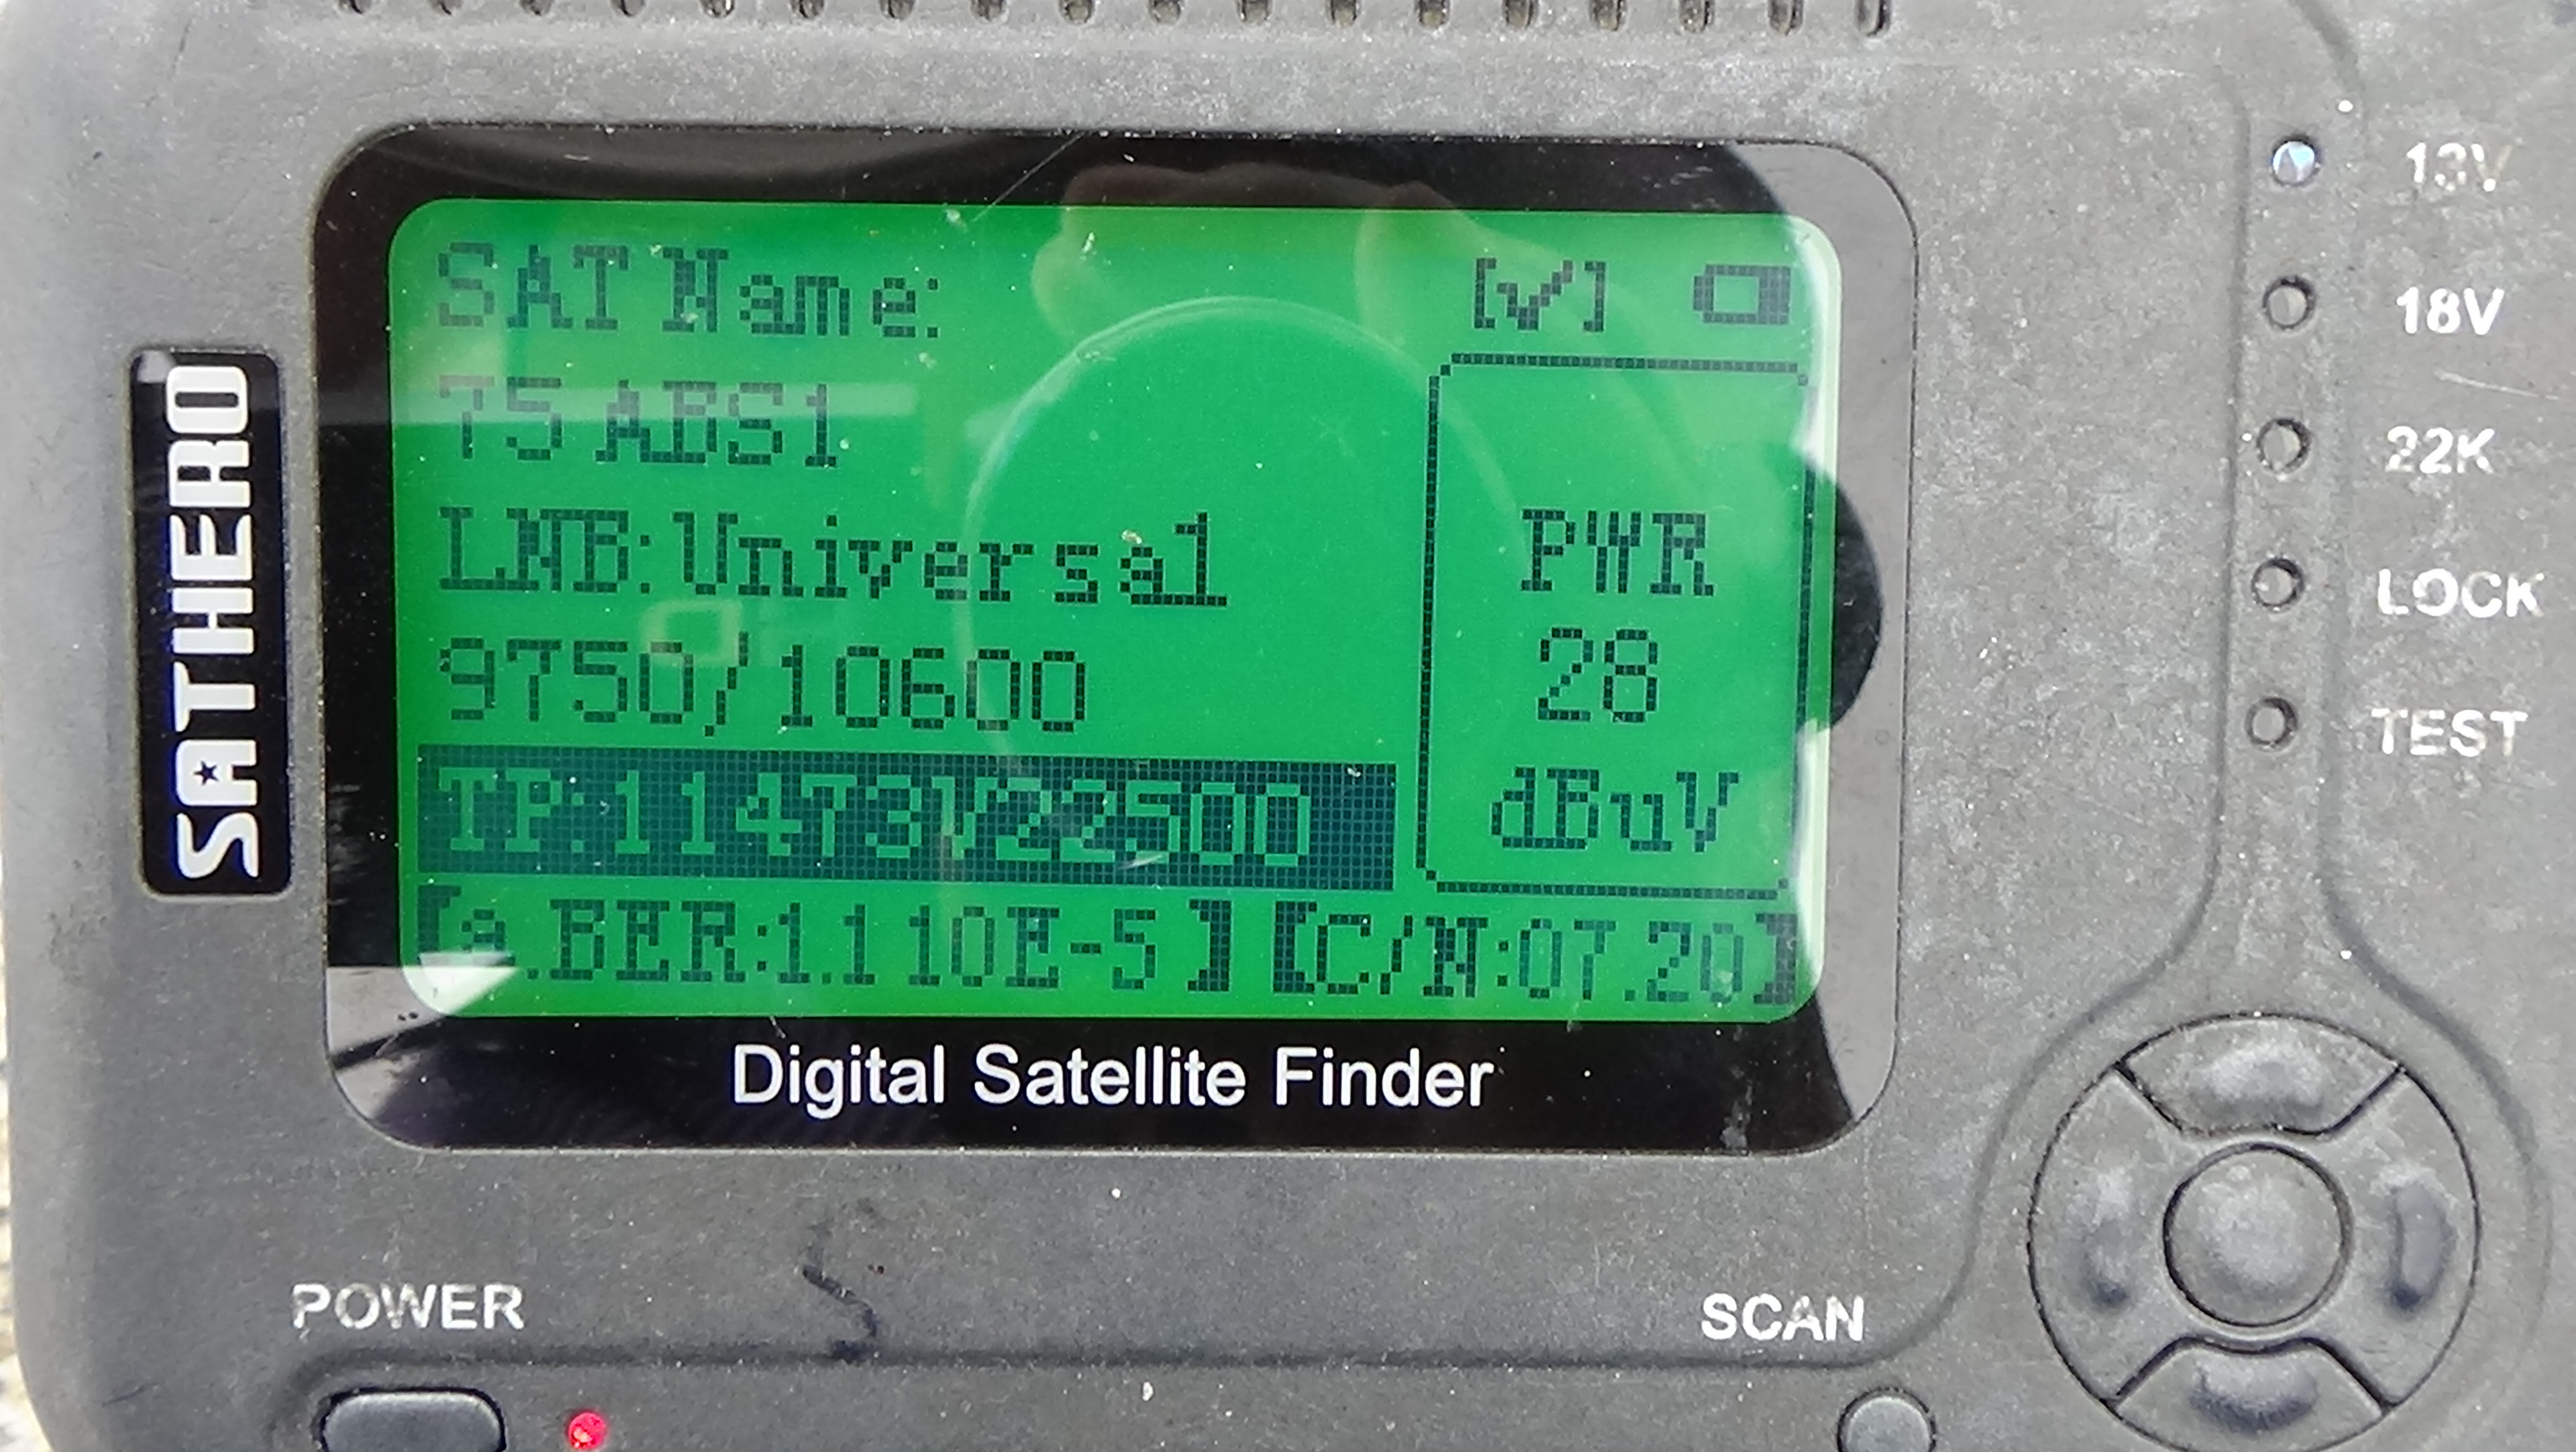 SATHERO
SAT Name: [√]
75 ABS1
LNB:Universal
9750/10600
TP:11473V22500
PWR
28
dBuV
【a.BER:1.110E-5】【C/N:07.20】
Digital Satellite Finder
13V
18V
22K
LOCK
TEST
POWER
SCAN